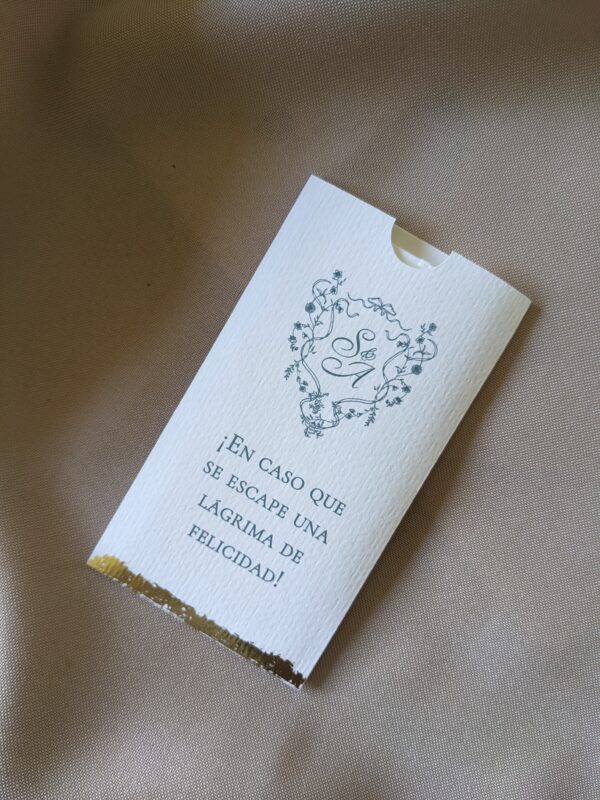 S
&
A
¡EN CASO QUE
SE ESCAPE UNA
LÁGRIMA DE
FELICIDAD!